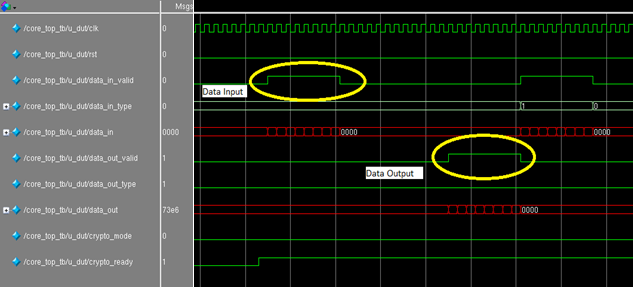 Msgs
/core_top_tb/u_dut/clk 0
/core_top_tb/u_dut/rst 0
/core_top_tb/u_dut/data_in_valid 0
Data Input
/core_top_tb/u_dut/data_in_type 0 1 0
/core_top_tb/u_dut/data_in 0000 0000 0000
/core_top_tb/u_dut/data_out_valid 1
Data Output
/core_top_tb/u_dut/data_out_type 1
/core_top_tb/u_dut/data_out 73e6 0000
/core_top_tb/u_dut/crypto_mode 0
/core_top_tb/u_dut/crypto_ready 1